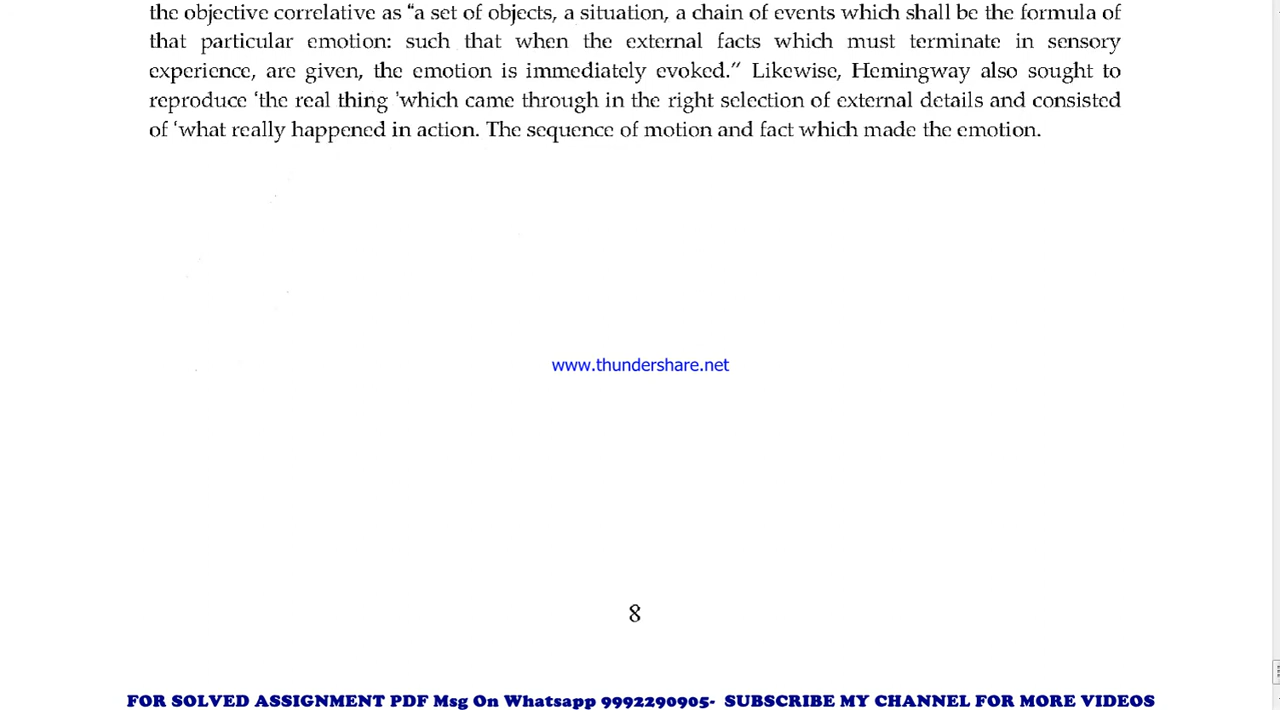 the objective correlative as “a set of objects, a situation, a chain of events which shall be the formula of
that particular emotion: such that when the external facts which must terminate in sensory
experience, are given, the emotion is immediately evoked.” Likewise, Hemingway also sought to
reproduce ‘the real thing ’which came through in the right selection of external details and consisted
of ‘what really happened in action. The sequence of motion and fact which made the emotion.
www.thundershare.net
8
FOR SOLVED ASSIGNMENT PDF Msg On Whatsapp 9992290905- SUBSCRIBE MY CHANNEL FOR MORE VIDEOS